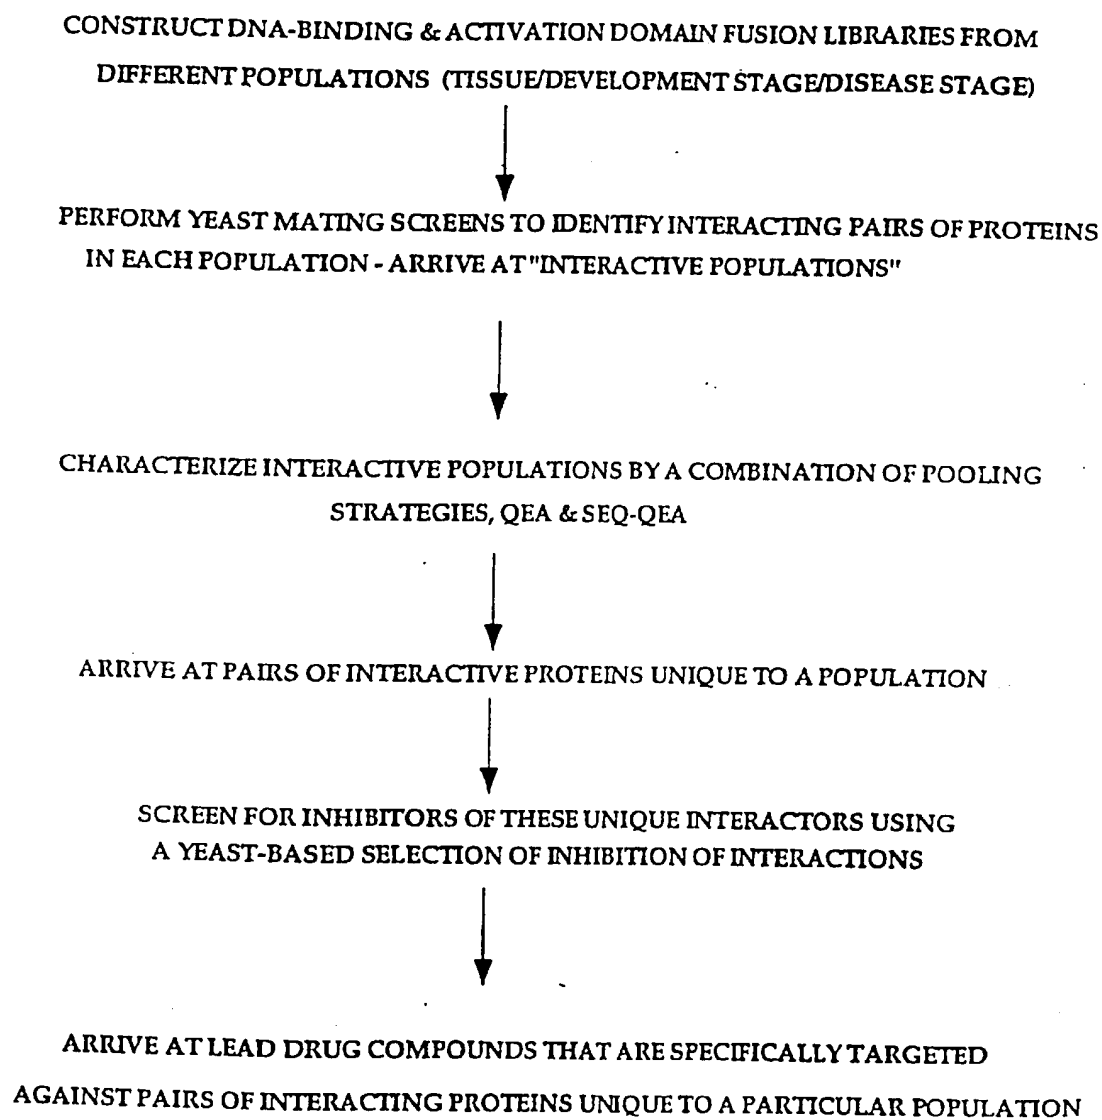 CONSTRUCT DNA-BINDING & ACTIVATION DOMAIN FUSION LIBRARIES FROM
DIFFERENT POPULATIONS (TISSUE/DEVELOPMENT STAGE/DISEASE STAGE)
PERFORM YEAST MATING SCREENS TO IDENTIFY INTERACTING PAIRS OF PROTEINS
IN EACH POPULATION - ARRIVE AT "INTERACTIVE POPULATIONS"
CHARACTERIZE INTERACTIVE POPULATIONS BY A COMBINATION OF POOLING
STRATEGIES, QEA & SEQ-QEA
ARRIVE AT PAIRS OF INTERACTIVE PROTEINS UNIQUE TO A POPULATION
SCREEN FOR INHIBITORS OF THESE UNIQUE INTERACTORS USING
A YEAST-BASED SELECTION OF INHIBITION OF INTERACTIONS
ARRIVE AT LEAD DRUG COMPOUNDS THAT ARE SPECIFICALLY TARGETED
AGAINST PAIRS OF INTERACTING PROTEINS UNIQUE TO A PARTICULAR POPULATION